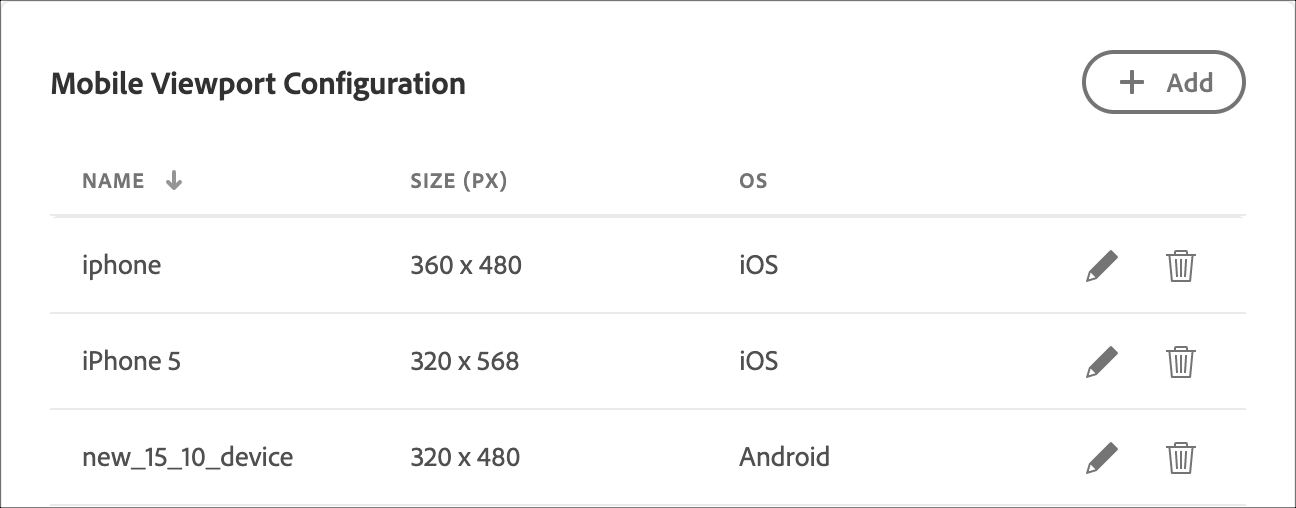 Mobile Viewport Configuration
Add
NAME SIZE (PX) OS
iphone 360 x 480 iOS
iPhone 5 320 x 568 iOS
new_15_10_device 320 x 480 Android